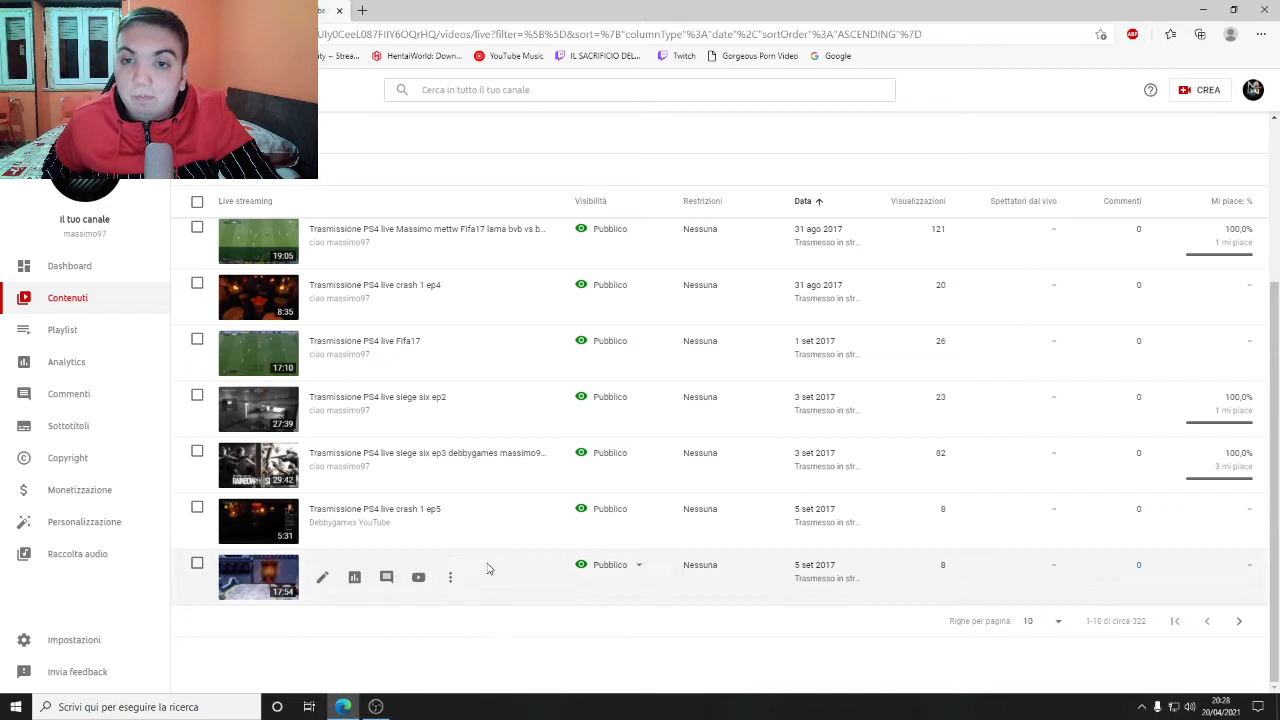 UIy0CeeL087FIIY6OQrHQ/videos/live?filter=%5B%5D&sort=%7B"columnType"%3A"date"%2C"sortOrder"%3A"ASCENDING"%7D
ty – Strea...
HentaiWorld: Down...
YouTube Music
IL SACRIFICIO DEL...
Twitch
Gorgeous Porn Video
Google
Cerca in tutto il tuo canale
CREA
Il tuo canale
massimo97
Dashboard
Contenuti
Playlist
Analytics
Commenti
Sottotitoli
Copyright
Monetizzazione
Personalizzazione
Raccolta audio
Impostazioni
Invia feedback
Live streaming Visibilità Restrizioni Data Visualizzazioni Spettatori dal vivo Commenti Mi piace: %
Trasmissione PS4 live Massimo mettw Fifa17 lama krb vs b... Pubblico Nessuna 31 ago 2017 121 – 0 100,0%
19:05 ciao massimo97 Trasmesso in str... 1 mi piace
Trasmissione PS4 live crash 1 ep4 Pubblico Nessuna 31 ago 2017 20 – 0 –
8:35 ciao massimo97 Trasmesso in str...
Trasmissione PS4 live Fifa17 Pubblico Nessuna 1 set 2017 26 – 0 –
17:10 ciao massimo97 Trasmesso in str...
Trasmissione PS4 live siege six ep2 Pubblico Nessuna 3 set 2017 23 – 0 100,0%
27:39 ciao massimo97 Trasmesso in str... 1 mi piace
Trasmissione PS4 live siege six ep3 debbygames massimo9... Pubblico Nessuna 3 set 2017 82 – 0 100,0%
29:42 ciao massimo97 Trasmesso in str... 3 mi piace
Trasmissione PS4 live crash 1 ep5 Pubblico Nessuna 5 set 2017 8 – 0 –
5:31 Debbygames YouTube Trasmesso in str...
Pubblico Nessuna 5 set 2017 8 – 0 –
17:54 Trasmesso in str...
Righe per pagina: 10 1-10 di circa 322
Scrivi qui per eseguire la ricerca
20:28
20/04/2021